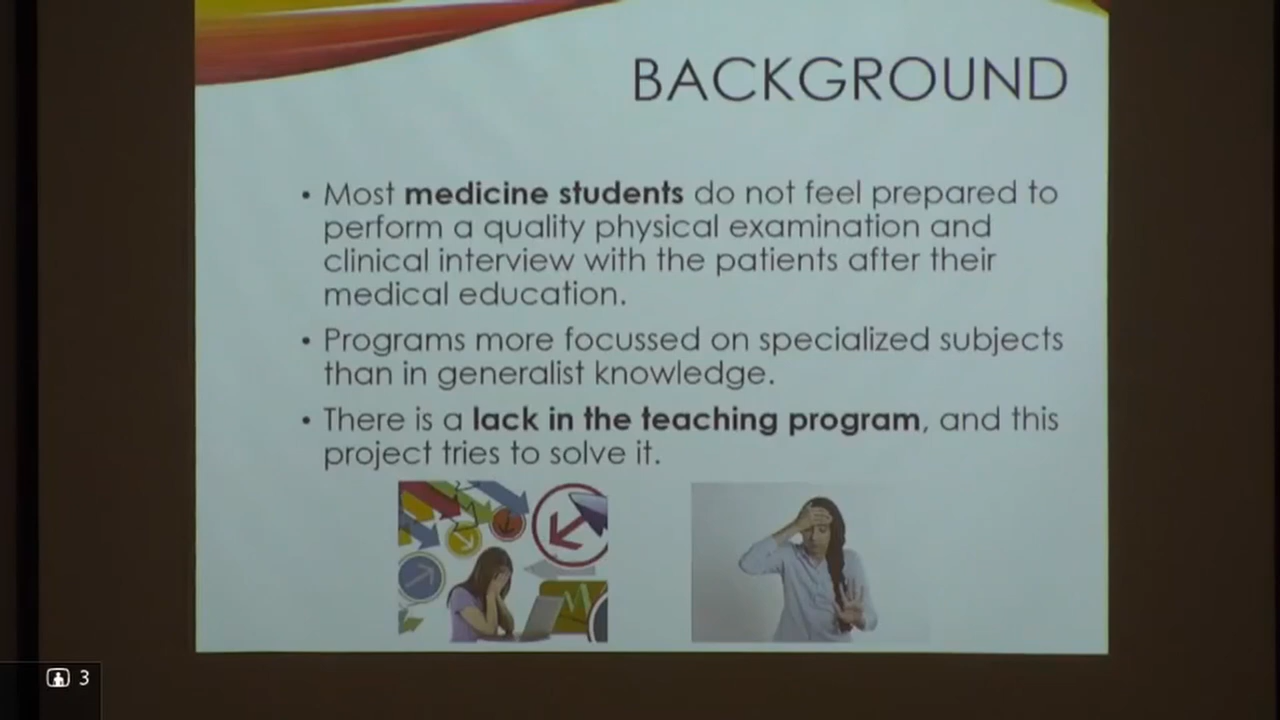 BACKGROUND
• Most medicine students do not feel prepared to
perform a quality physical examination and
clinical interview with the patients after their
medical education.
• Programs more focussed on specialized subjects
than in generalist knowledge.
• There is a lack in the teaching program, and this
project tries to solve it.
3